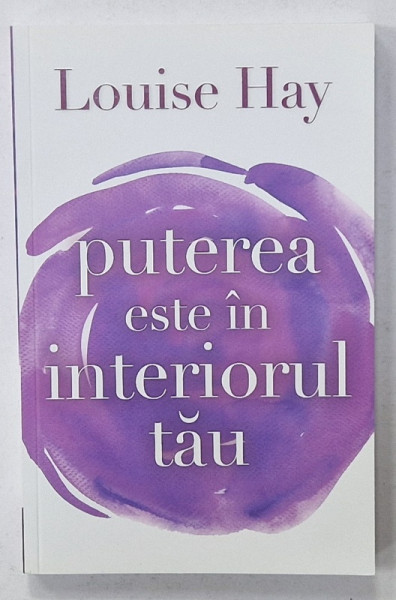 Louise Hay
puterea
este în
interiorul
tău